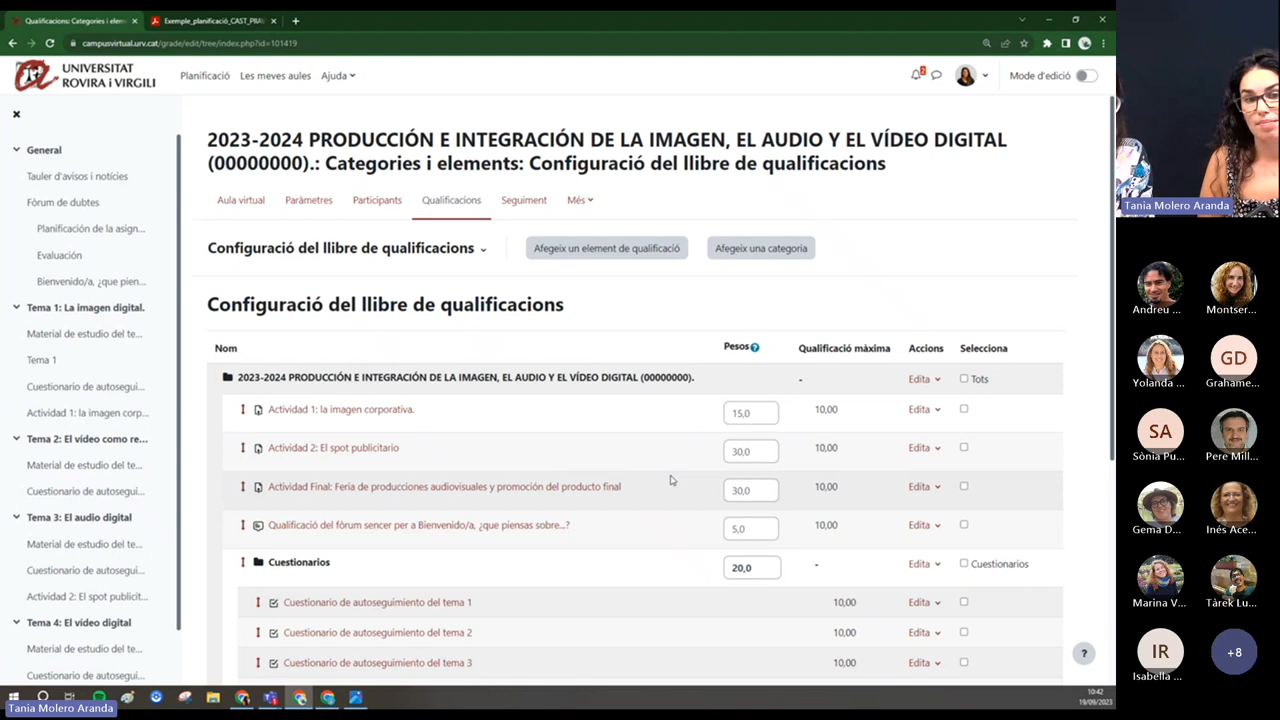 Qualificacions: Categories i elem
Exemple_planificació_CAST_PIIAV
campusvirtual.urv.cat/grade/edit/tree/index.php?id=101419
UNIVERSITAT
ROVIRA i VIRGILI
Planificació
Les meves aules
Ajuda
Mode d'edició
General
Tauler d'avisos i notícies
Fòrum de dubtes
Planificación de la asign...
Evaluación
Bienvenido/a, ¿que pien...
Tema 1: La imagen digital.
Material de estudio del te...
Tema 1
Cuestionario de autosegui...
Actividad 1: la imagen corp...
Tema 2: El vídeo como re...
Material de estudio del te...
Cuestionario de autosegui...
Tema 3: El audio digital
Material de estudio del te...
Cuestionario de autosegui...
Actividad 2: El spot publicit...
Tema 4: El vídeo digital
Material de estudio del te...
Cuestionario de autosegui...
2023-2024 PRODUCCIÓN E INTEGRACIÓN DE LA IMAGEN, EL AUDIO Y EL VÍDEO DIGITAL
(00000000).: Categories i elements: Configuració del llibre de qualificacions
Aula virtual
Paràmetres
Participants
Qualificacions
Seguiment
Més
Configuració del llibre de qualificacions
Afegeix un element de qualificació
Afegeix una categoria
Configuració del llibre de qualificacions
Nom Pesos Qualificació màxima Accions Selecciona
2023-2024 PRODUCCIÓN E INTEGRACIÓN DE LA IMAGEN, EL AUDIO Y EL VÍDEO DIGITAL (00000000). - Edita Tots
Actividad 1: la imagen corporativa. 15,0 10,00 Edita
Actividad 2: El spot publicitario 30,0 10,00 Edita
Actividad Final: Feria de producciones audiovisuales y promoción del producto final 30,0 10,00 Edita
Qualificació del fòrum sencer per a Bienvenido/a, ¿que piensas sobre...? 5,0 10,00 Edita
Cuestionarios 20,0 - Edita Cuestionarios
Cuestionario de autoseguimiento del tema 1 10,00 Edita
Cuestionario de autoseguimiento del tema 2 10,00 Edita
Cuestionario de autoseguimiento del tema 3 10,00 Edita
?
10:42
19/09/2023
Tania Molero Aranda
Tania Molero Aranda
Andreu ...
Montser...
Yolanda ...
GD
Grahame...
SA
Sònia Pu...
Pere Mill...
Gema D...
Inés Ace...
Marina V...
Tàrek Lu...
IR
Isabella ...
+8